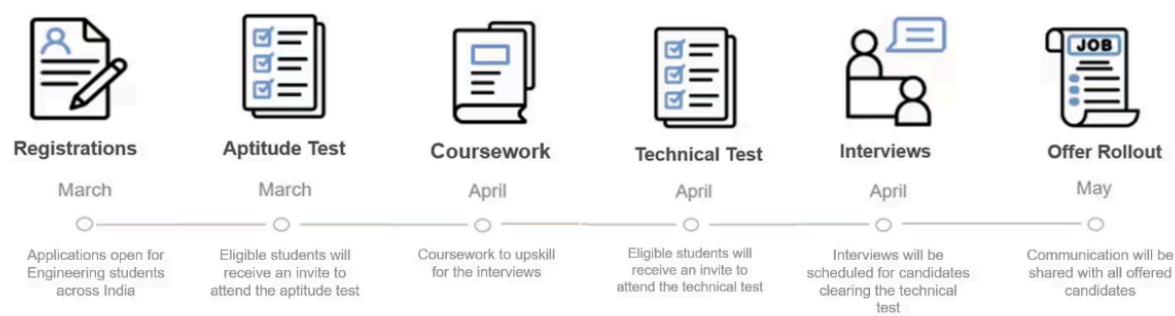 JOB
Registrations
Aptitude Test
Coursework
Technical Test
Interviews
Offer Rollout
March
March
April
April
April
May
Applications open for
Engineering students
across India
Eligible students will
receive an invite to
attend the aptitude test
Coursework to upskill
for the interviews
Eligible students will
receive an invite to
attend the technical test
Interviews will be
scheduled for candidates
clearing the technical
test
Communication will be
shared with all offered
candidates